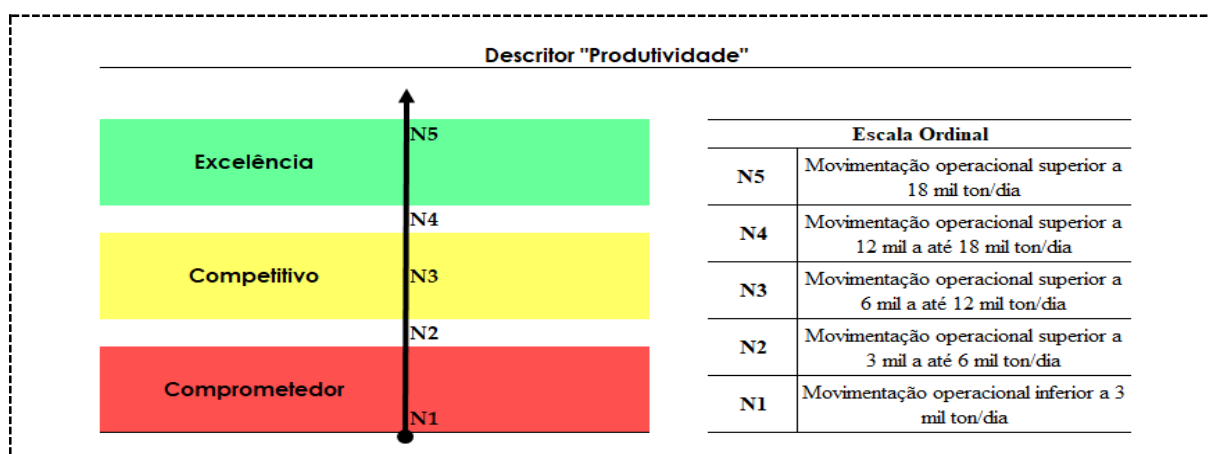 Descritor "Produtividade"
N5
Excelência
N4
Competitivo
N3
N2
Comprometedor
N1
Escala Ordinal
N5
Movimentação operacional superior a
18 mil ton/dia
N4
Movimentação operacional superior a
12 mil a até 18 mil ton/dia
N3
Movimentação operacional superior a
6 mil a até 12 mil ton/dia
N2
Movimentação operacional superior a
3 mil a até 6 mil ton/dia
N1
Movimentação operacional inferior a 3
mil ton/dia